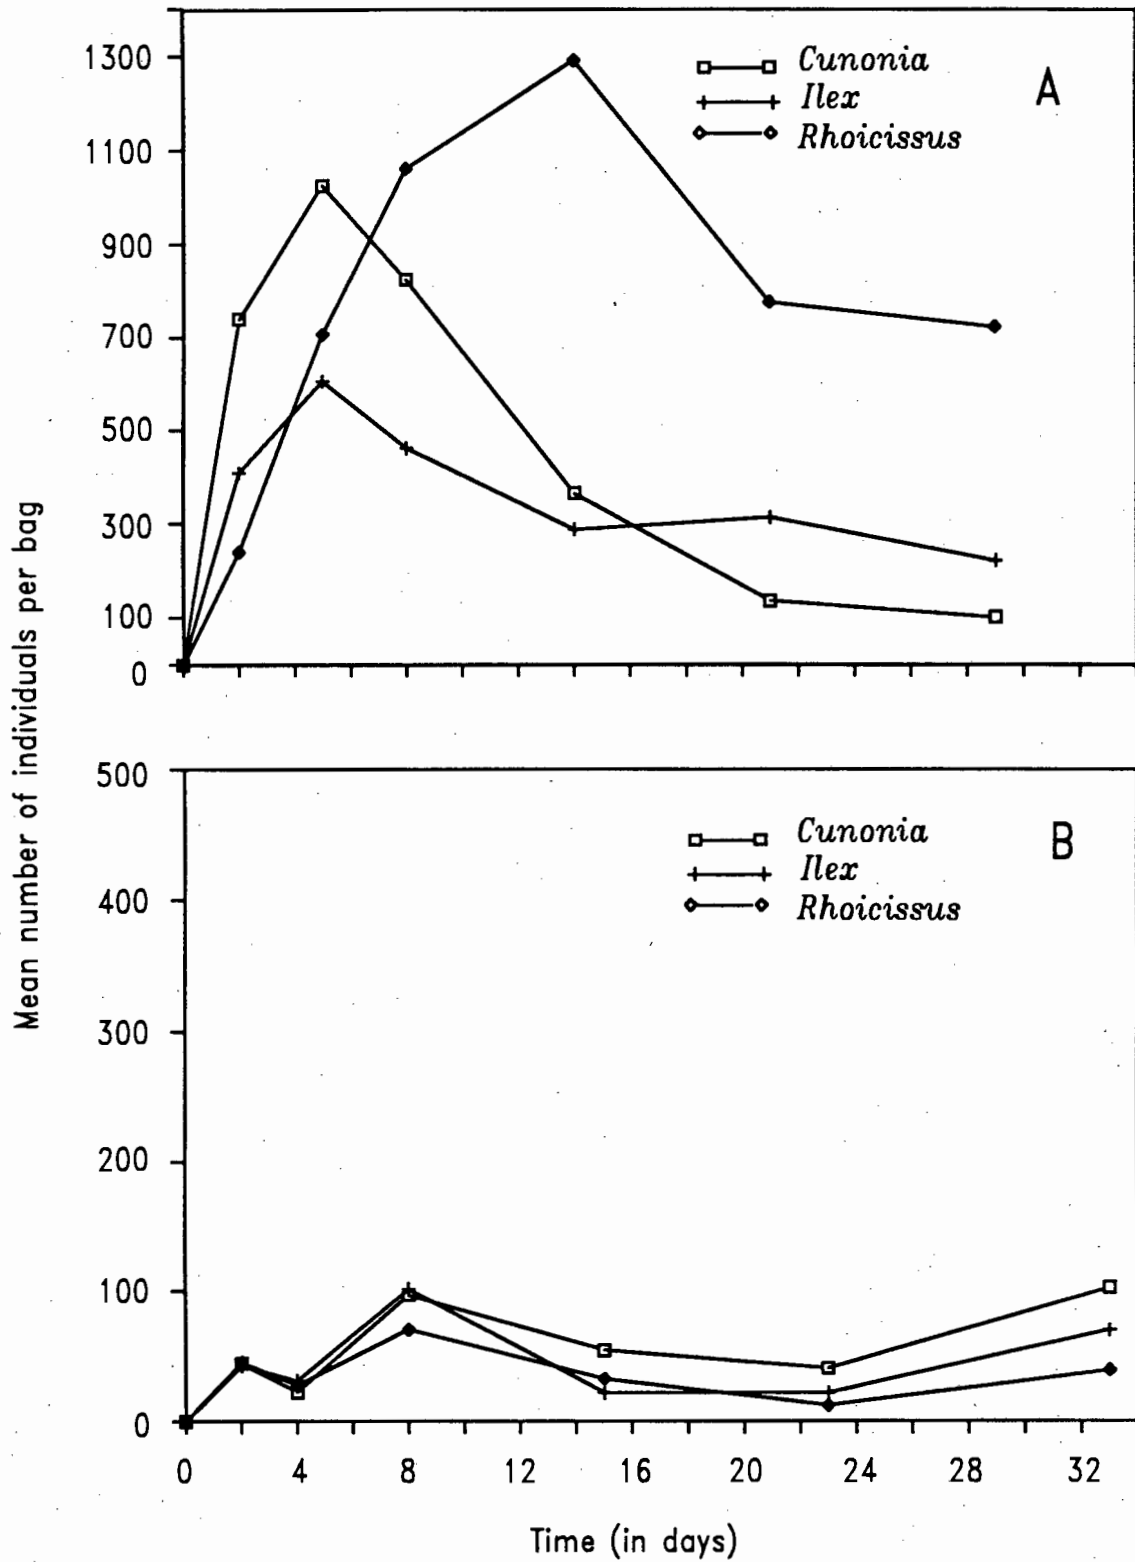 Mean number of individuals per bag
1300
1100
900
700
500
300
100
0
Cunonia
Ilex
Rhoicissus
A
500
400
300
200
100
0
Cunonia
Ilex
Rhoicissus
B
0 4 8 12 16 20 24 28 32
Time (in days)